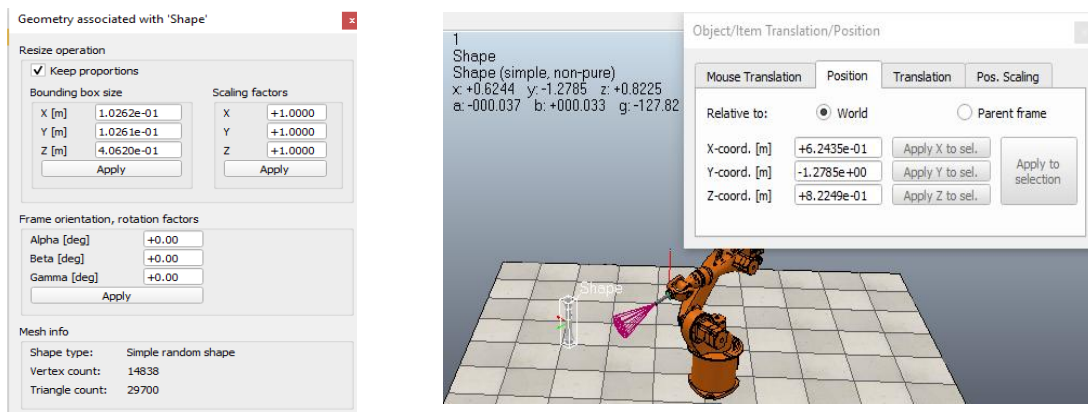 Geometry associated with 'Shape'
x
Resize operation
Keep proportions
Bounding box size
Scaling factors
X [m] 1.0262e-01 X +1.0000
Y [m] 1.0261e-01 Y +1.0000
Z [m] 4.0620e-01 Z +1.0000
Apply Apply
Frame orientation, rotation factors
Alpha [deg] +0.00
Beta [deg] +0.00
Gamma [deg] +0.00
Apply
Mesh info
Shape type: Simple random shape
Vertex count: 14838
Triangle count: 29700
1
Shape
Shape (simple, non-pure)
x: +0.6244 y: -1.2785 z: +0.8225
a: -000.037 b: +000.033 g: -127.82
Object/Item Translation/Position
Mouse Translation Position Translation Pos. Scaling
Relative to: World Parent frame
X-coord. [m] +6.2435e-01 Apply X to sel.
Y-coord. [m] -1.2785e+00 Apply Y to sel.
Z-coord. [m] +8.2249e-01 Apply Z to sel.
Apply to
selection
Shape